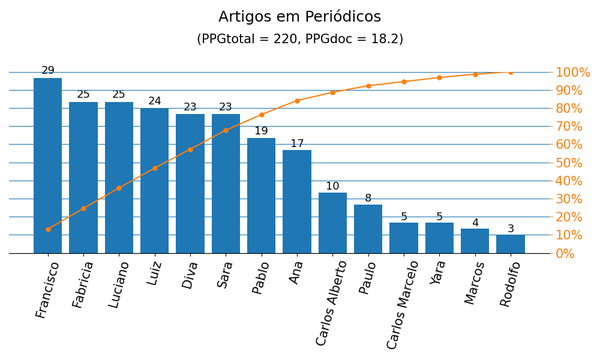 Artigos em Periódicos
(PPGtotal = 220, PPGdoc = 18.2)
29
25
25
24
23
23
19
17
10
8
5
5
4
3
100%
90%
80%
70%
60%
50%
40%
30%
20%
10%
0%
Francisco
Fabricia
Luciano
Luiz
Diva
Sara
Pablo
Ana
Carlos Alberto
Paulo
Carlos Marcelo
Yara
Marcos
Rodolfo